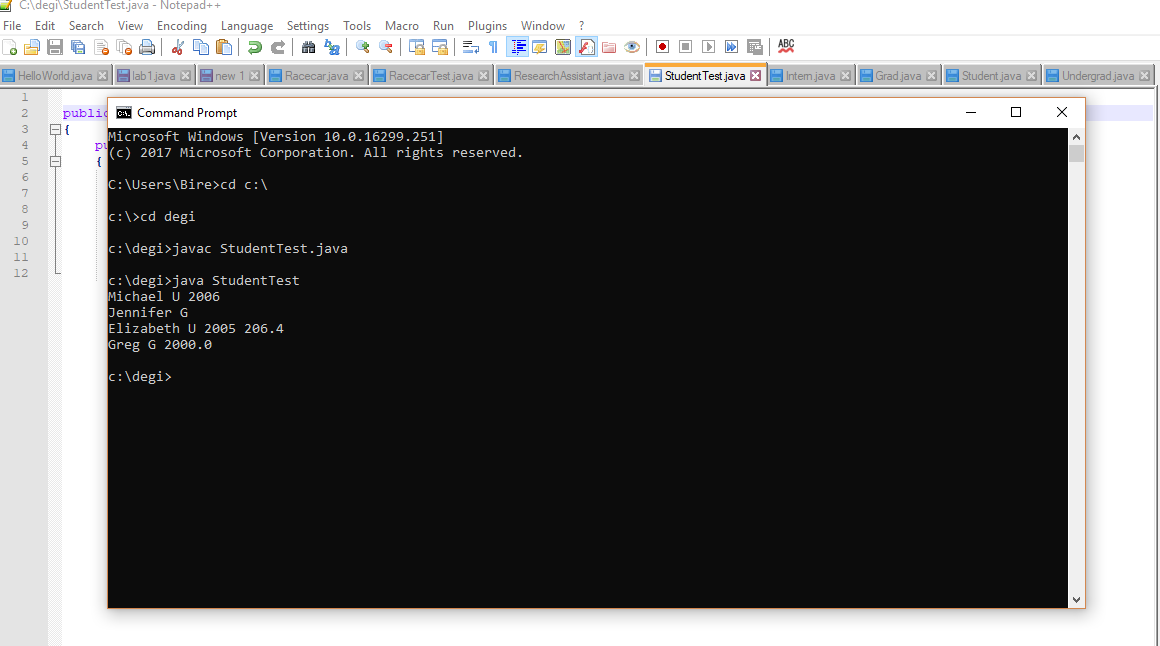 C:\degi\StudentTest.java - Notepad++
File Edit Search View Encoding Language Settings Tools Macro Run Plugins Window ?
ABC
HelloWorld.java lab1.java new 1 Racecar.java RacecarTest.java ResearchAssistant.java StudentTest.java Intern.java Grad.java Student.java Undergrad.java
1
2 public
3 {
4 pu
5 {
6
7
8
9
10
11
12
Command Prompt
Microsoft Windows [Version 10.0.16299.251]
(c) 2017 Microsoft Corporation. All rights reserved.
C:\Users\Bire>cd c:\
c:\>cd degi
c:\degi>javac StudentTest.java
c:\degi>java StudentTest
Michael U 2006
Jennifer G
Elizabeth U 2005 206.4
Greg G 2000.0
c:\degi>